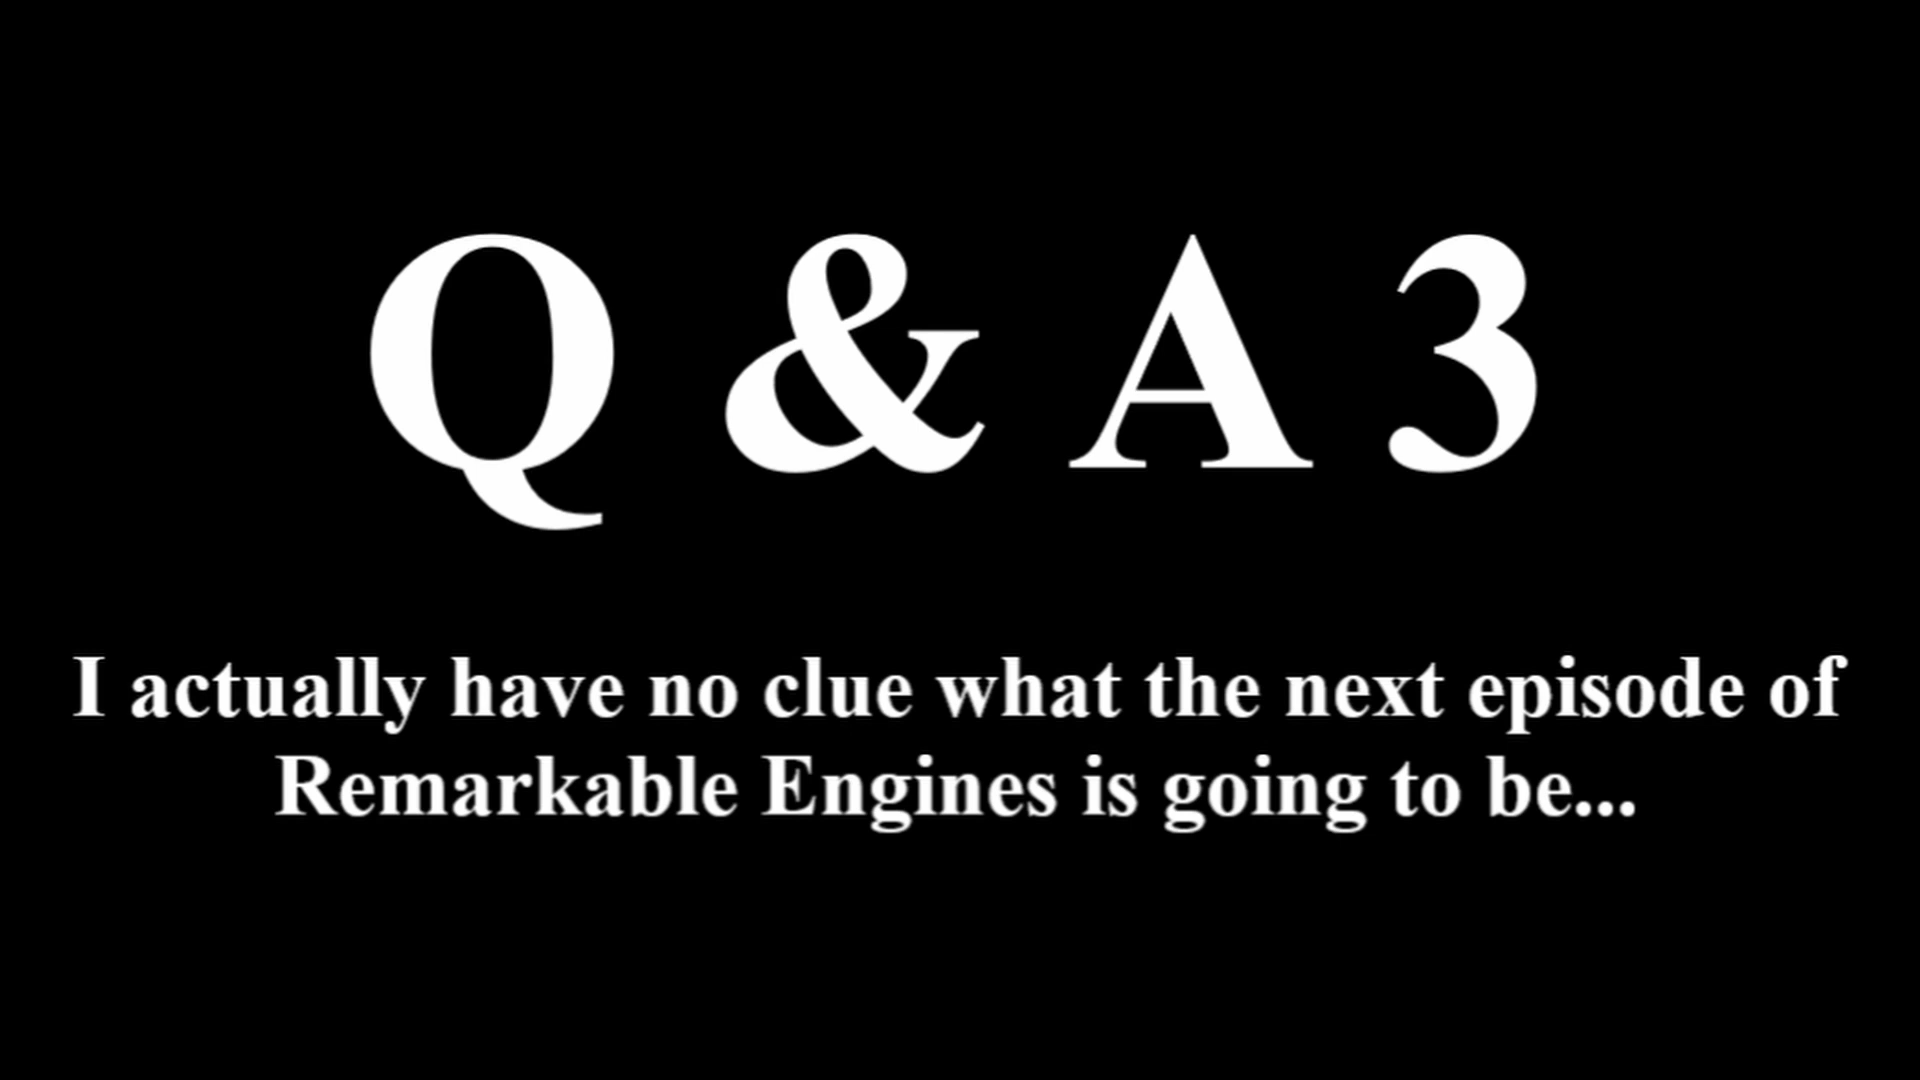 Q & A 3
I actually have no clue what the next episode of
Remarkable Engines is going to be...